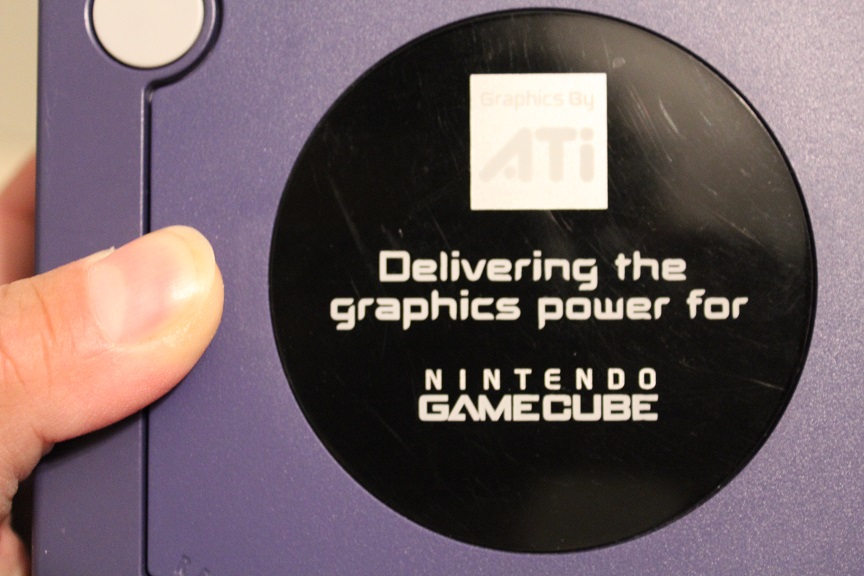 Graphics By
ATi
Delivering the
graphics power for
NINTENDO
GAMECUBE